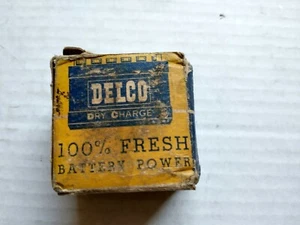 DELCO
DRY CHARGE
100% FRESH
BATTERY POWER